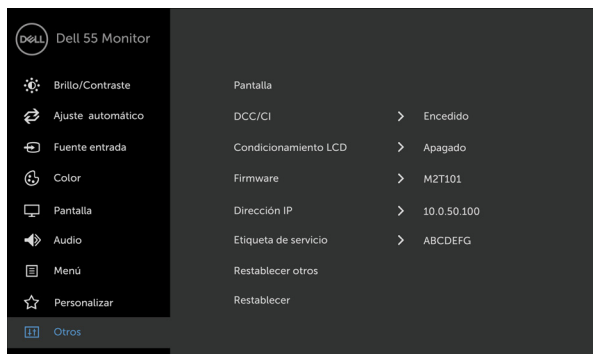 DELL Dell 55 Monitor
Brillo/Contraste
Ajuste automático
Fuente entrada
Color
Pantalla
Audio
Menú
Personalizar
Otros
Pantalla
DCC/CI > Encedido
Condicionamiento LCD > Apagado
Firmware > M2T101
Dirección IP > 10.0.50.100
Etiqueta de servicio > ABCDEFG
Restablecer otros
Restablecer